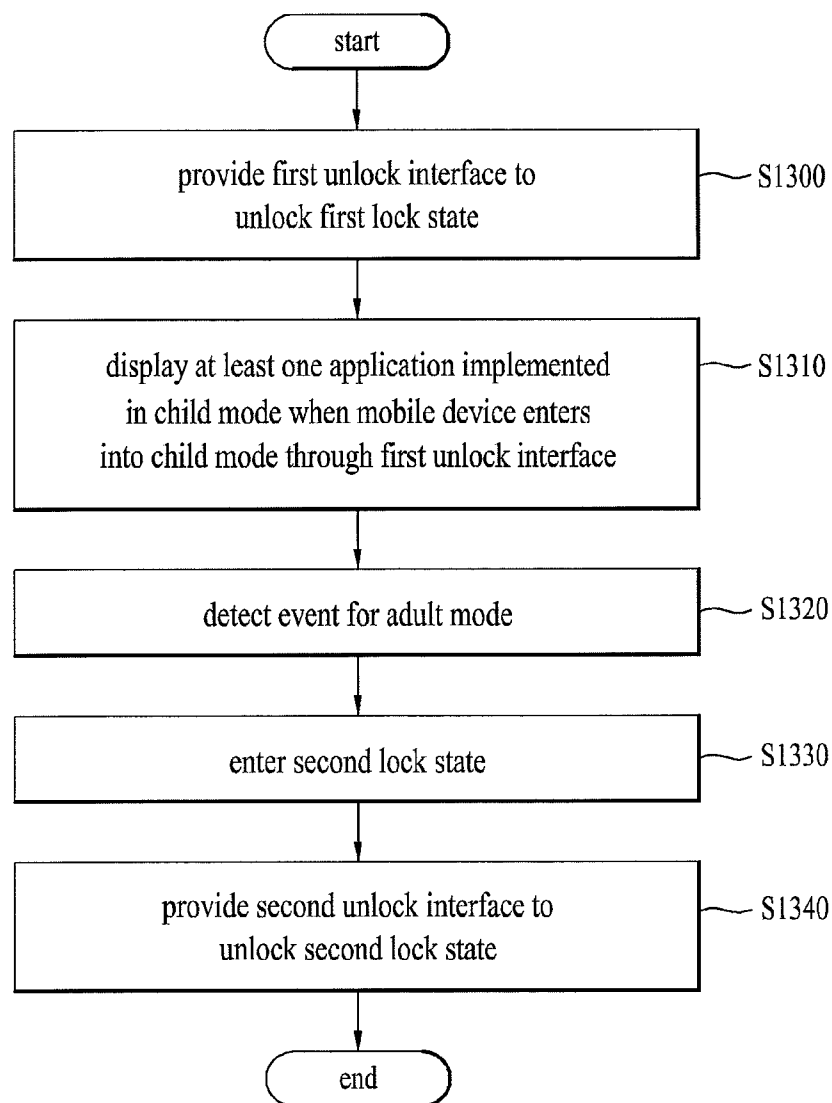 start
provide first unlock interface to
unlock first lock state
S1300
display at least one application implemented
in child mode when mobile device enters
into child mode through first unlock interface
S1310
detect event for adult mode
S1320
enter second lock state
S1330
provide second unlock interface to
unlock second lock state
S1340
end